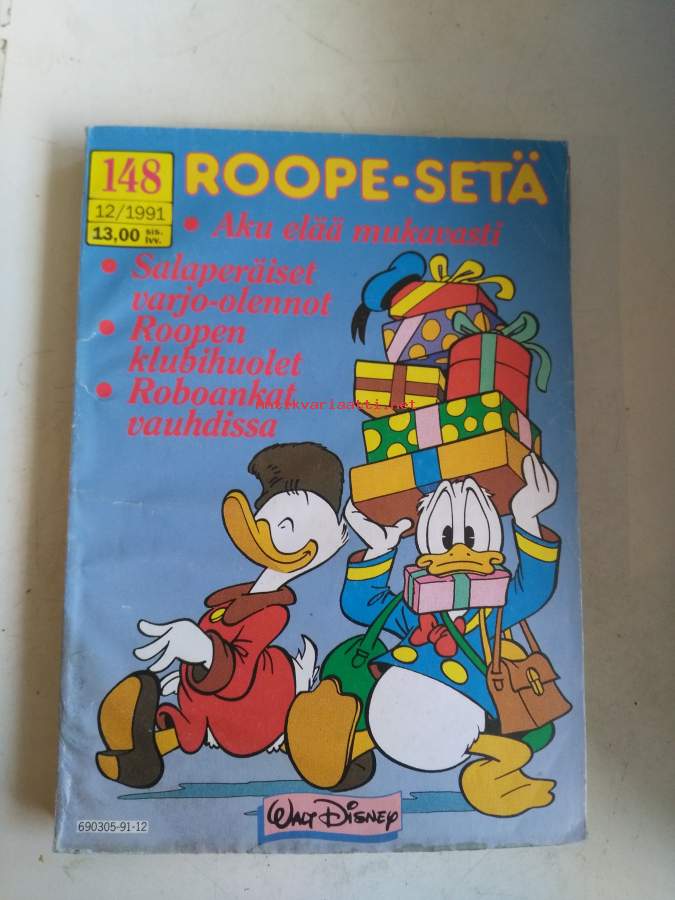 148
12/1991
13,00 sis. lvv.
ROOPE-SETÄ
• Aku elää mukavasti
• Salaperäiset
varjo-olennot
• Roopen
klubihuolet
• Roboankat
vauhdissa
antikvariaatti.net
Walt Disney
690305-91-12